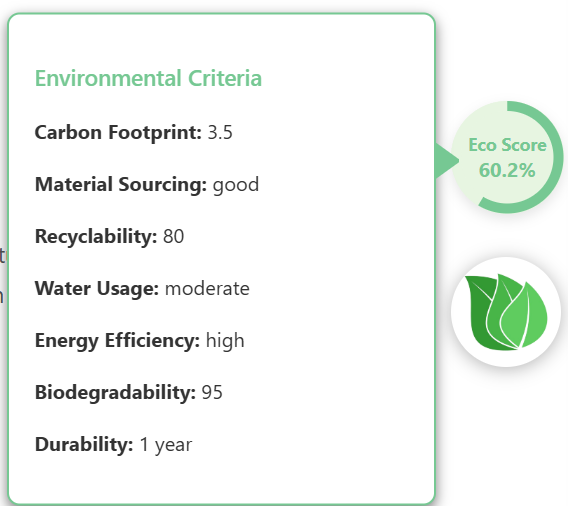 Environmental Criteria
Carbon Footprint: 3.5
Material Sourcing: good
Recyclability: 80
Water Usage: moderate
Energy Efficiency: high
Biodegradability: 95
Durability: 1 year
Eco Score
60.2%